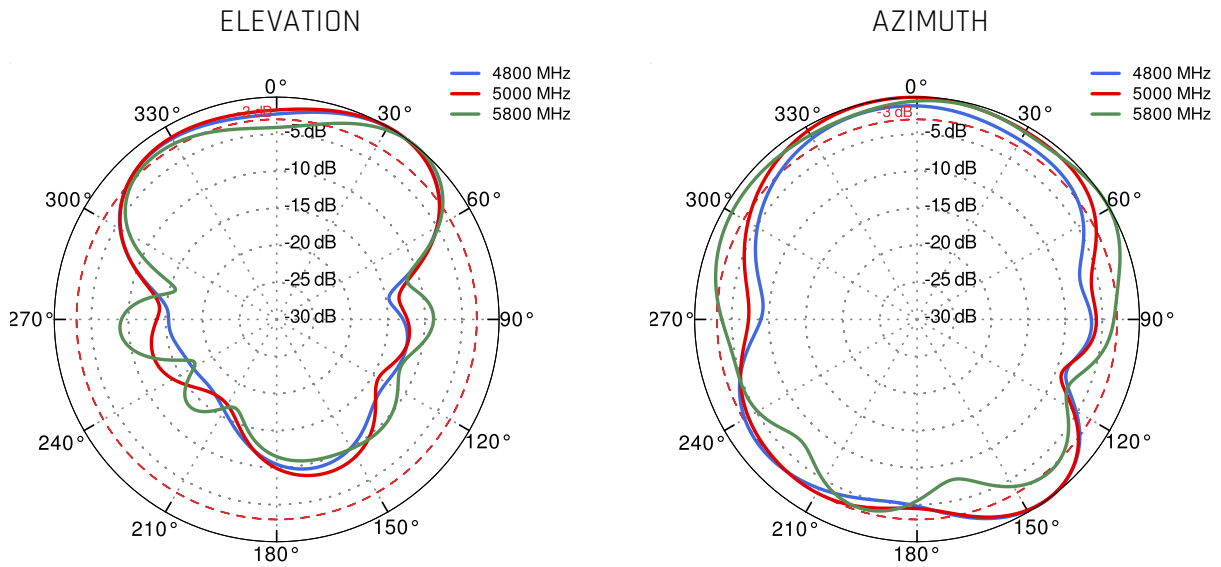 ELEVATION
4800 MHz
5000 MHz
5800 MHz
0°
30°
60°
90°
120°
150°
180°
210°
240°
270°
300°
330°
-3 dB
-5 dB
-10 dB
-15 dB
-20 dB
-25 dB
-30 dB
AZIMUTH
4800 MHz
5000 MHz
5800 MHz
0°
30°
60°
90°
120°
150°
180°
210°
240°
270°
300°
330°
-3 dB
-5 dB
-10 dB
-15 dB
-20 dB
-25 dB
-30 dB